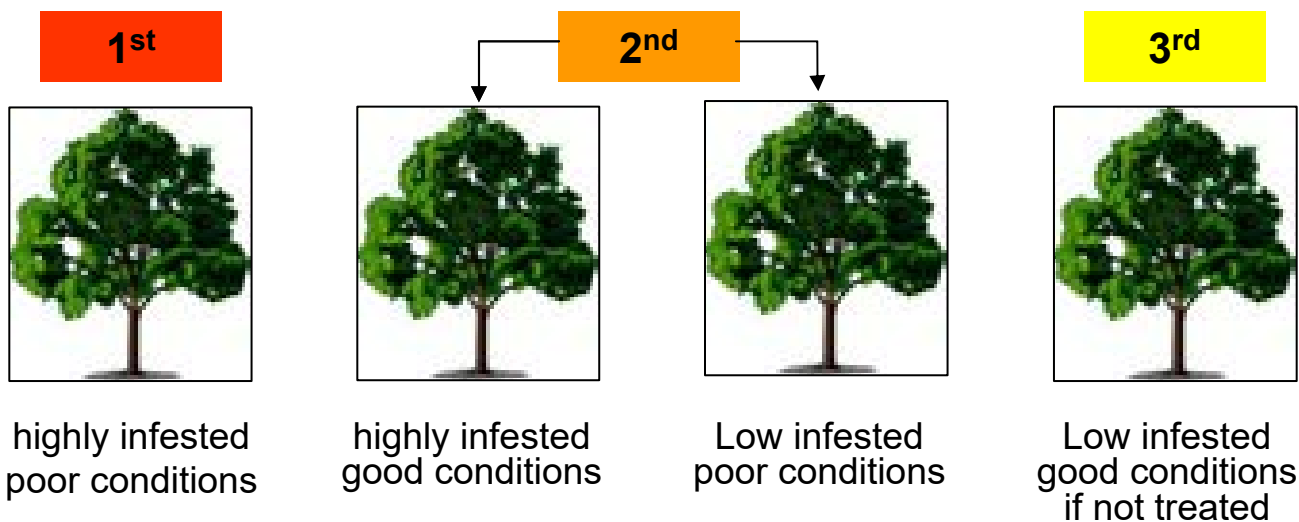 1st
2nd
3rd
highly infested
poor conditions
highly infested
good conditions
Low infested
poor conditions
Low infested
good conditions
if not treated